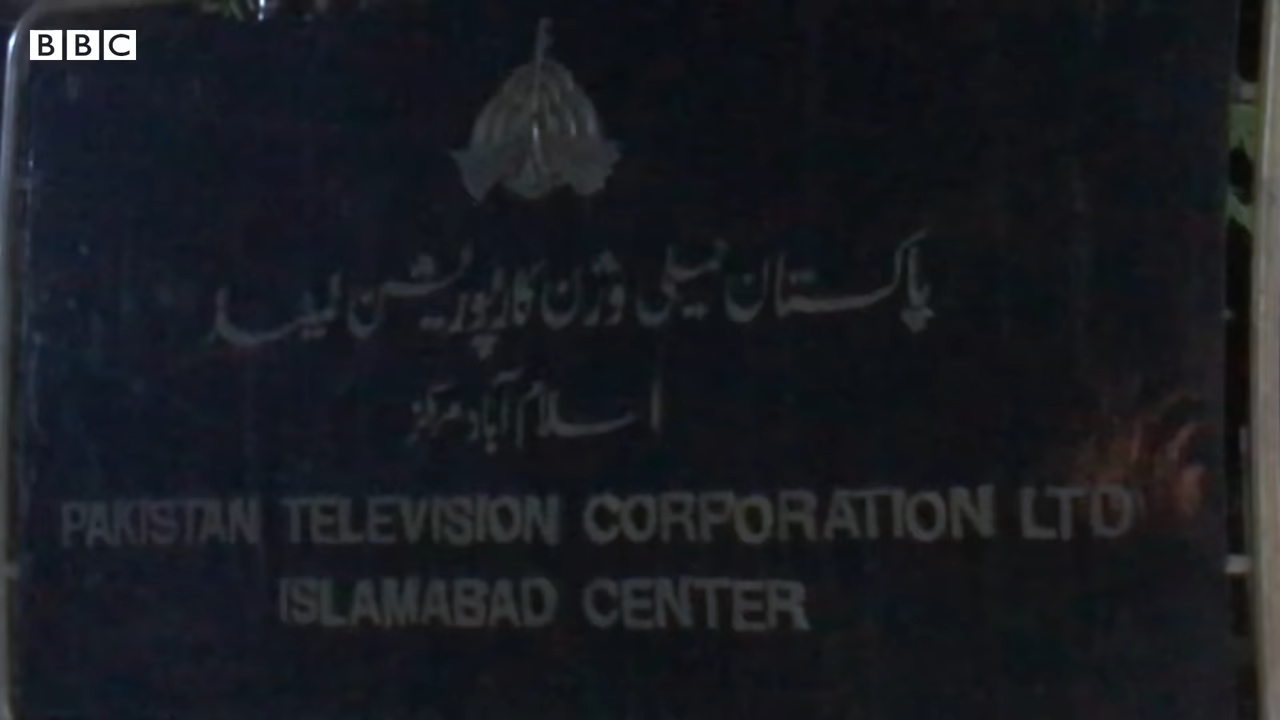 BBC
پاکستان ٹیلی وژن کارپوریشن لمیٹڈ
اسلام آباد مرکز
PAKISTAN TELEVISION CORPORATION LTD
ISLAMABAD CENTER